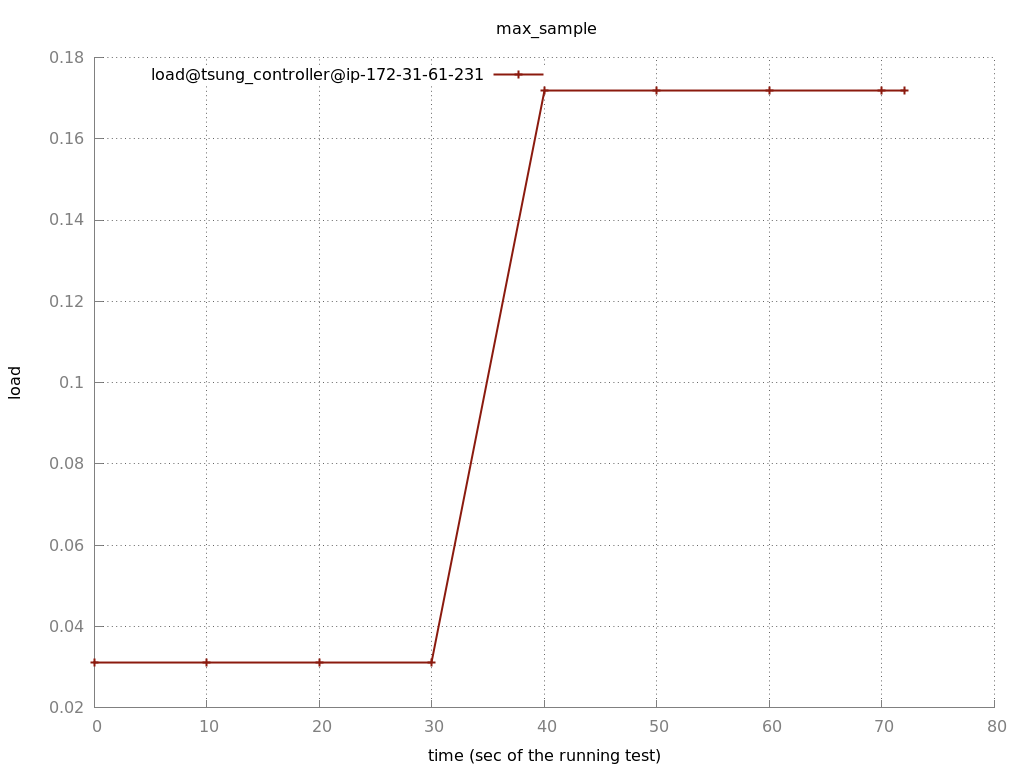 max_sample
0.18
load@tsung_controller@ip-172-31-61-231
0.16
0.14
0.12
load
0.1
0.08
0.06
0.04
0.02
0 10 20 30 40 50 60 70 80
time (sec of the running test)